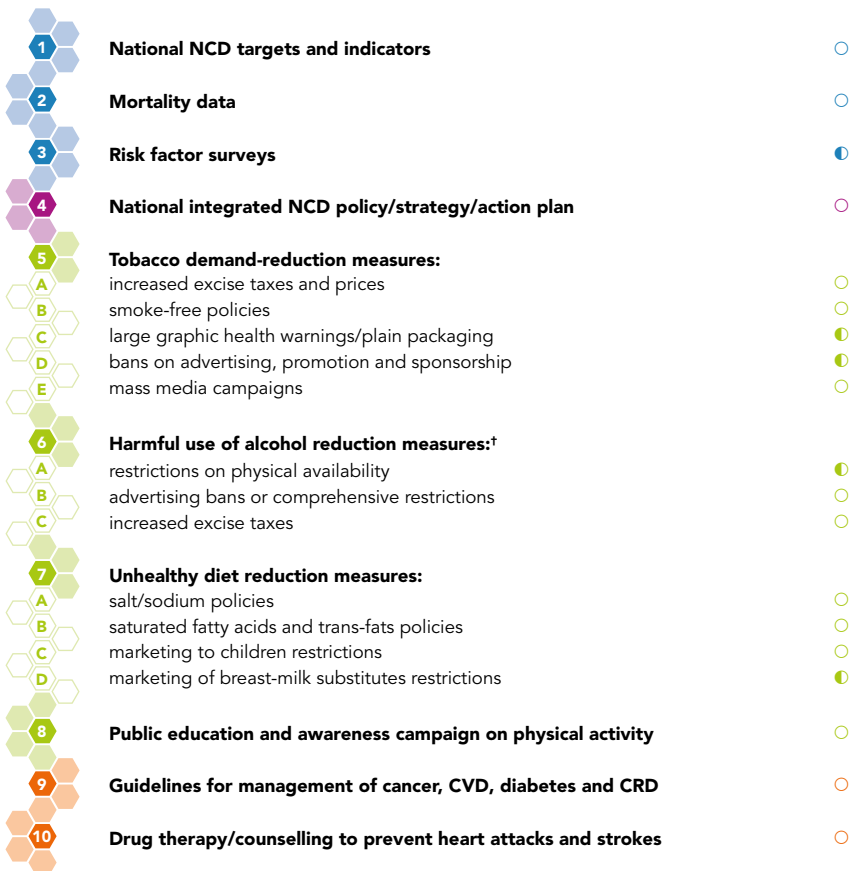 1 National NCD targets and indicators ○
2 Mortality data ○
3 Risk factor surveys ◐
4 National integrated NCD policy/strategy/action plan ○
5 Tobacco demand-reduction measures:
A increased excise taxes and prices ○
B smoke-free policies ○
C large graphic health warnings/plain packaging ◐
D bans on advertising, promotion and sponsorship ◐
E mass media campaigns ○
6 Harmful use of alcohol reduction measures:†
A restrictions on physical availability ◐
B advertising bans or comprehensive restrictions ○
C increased excise taxes ○
7 Unhealthy diet reduction measures:
A salt/sodium policies ○
B saturated fatty acids and trans-fats policies ○
C marketing to children restrictions ○
D marketing of breast-milk substitutes restrictions ◐
8 Public education and awareness campaign on physical activity ○
9 Guidelines for management of cancer, CVD, diabetes and CRD ○
10 Drug therapy/counselling to prevent heart attacks and strokes ○